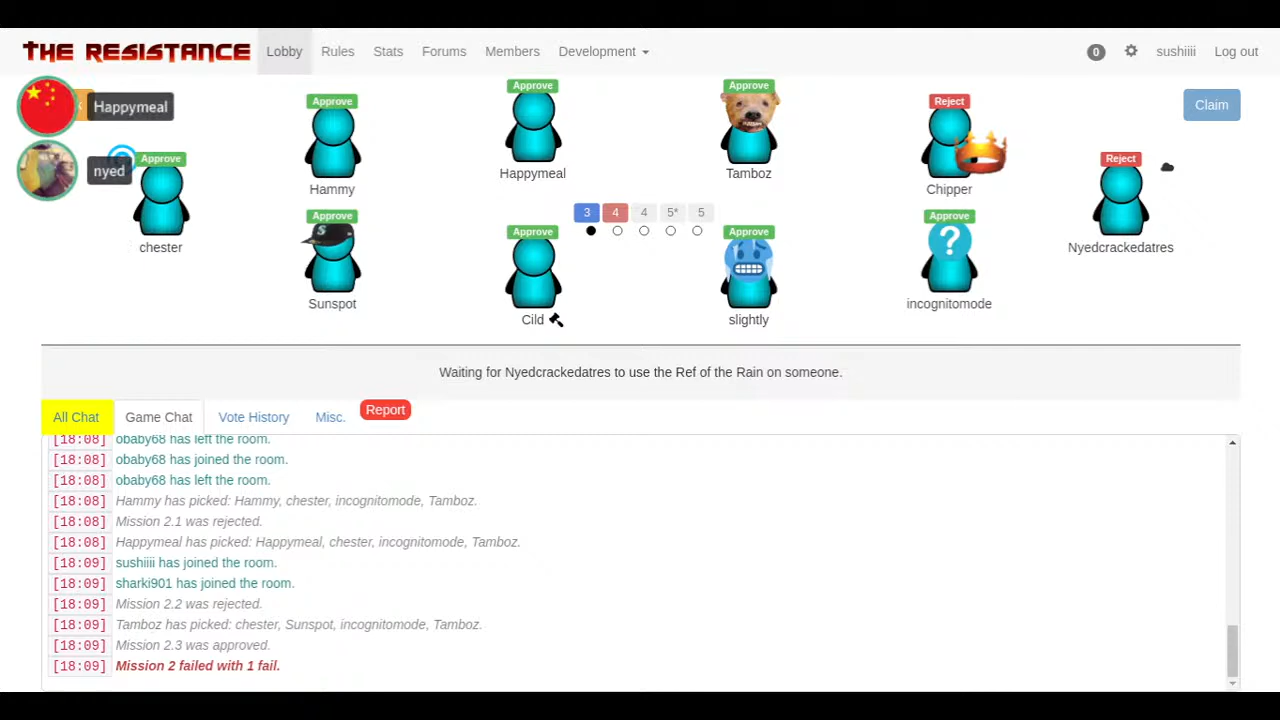 THE RESISTANCE Lobby Rules Stats Forums Members Development 0 sushiiii Log out
Happymeal
Claim
nyed
Approve
chester
Approve
Hammy
Approve
Happymeal
Approve
Tamboz
Reject
Chipper
Reject
Nyedcrackedatres
3 4 4 5* 5
Approve
S
Sunspot
Approve
Cild
Approve
slightly
Approve
?
incognitomode
Waiting for Nyedcrackedatres to use the Ref of the Rain on someone.
All Chat Game Chat Vote History Misc. Report
[18:08] obaby68 has left the room.
[18:08] obaby68 has joined the room.
[18:08] obaby68 has left the room.
[18:08] Hammy has picked: Hammy, chester, incognitomode, Tamboz.
[18:08] Mission 2.1 was rejected.
[18:08] Happymeal has picked: Happymeal, chester, incognitomode, Tamboz.
[18:09] sushiiii has joined the room.
[18:09] sharki901 has joined the room.
[18:09] Mission 2.2 was rejected.
[18:09] Tamboz has picked: chester, Sunspot, incognitomode, Tamboz.
[18:09] Mission 2.3 was approved.
[18:09] Mission 2 failed with 1 fail.